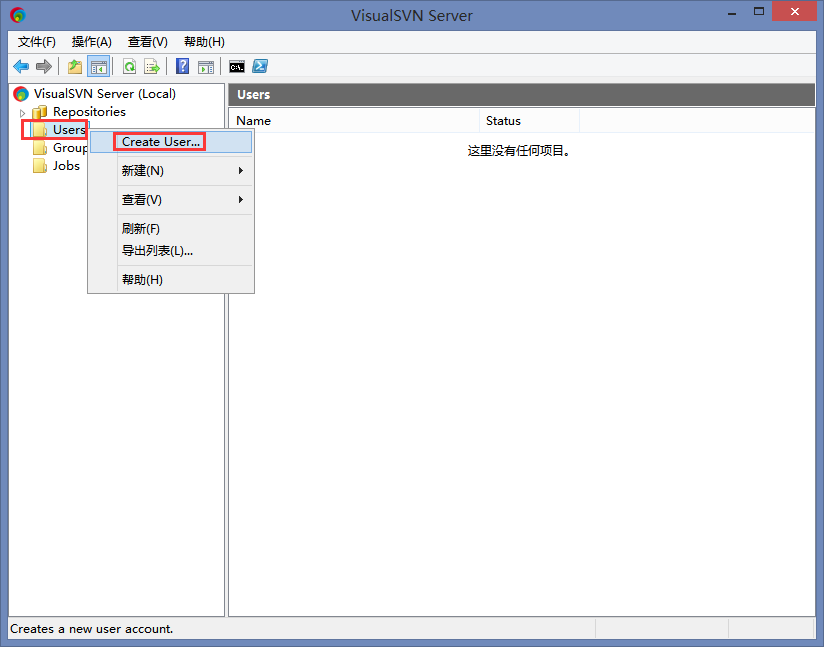 VisualSVN Server
文件(F) 操作(A) 查看(V) 帮助(H)
C:\.
VisualSVN Server (Local)
Repositories
Users
Group
Jobs
Create User...
新建(N)
查看(V)
刷新(F)
导出列表(L)...
帮助(H)
Users
Name Status
这里没有任何项目。
Creates a new user account.